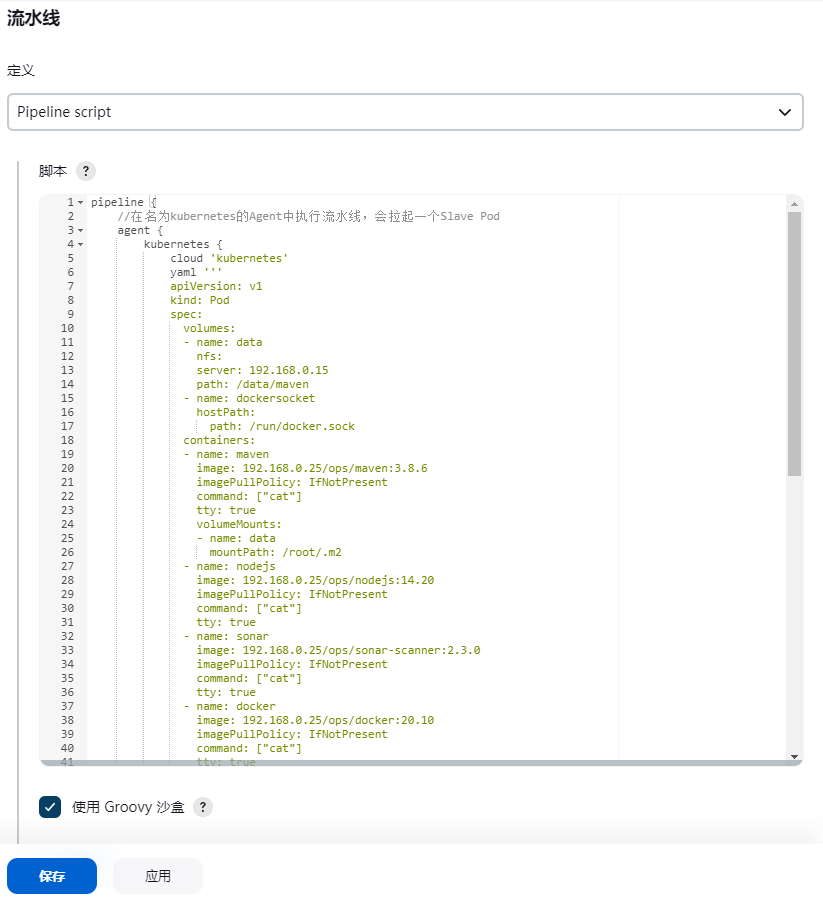 流水线
定义
Pipeline script
脚本 ?
1 pipeline {
2     //在名为kubernetes的Agent中执行流水线，会拉起一个Slave Pod
3     agent {
4         kubernetes {
5             cloud 'kubernetes'
6             yaml '''
7             apiVersion: v1
8             kind: Pod
9             spec:
10               volumes:
11               - name: data
12                 nfs:
13                 server: 192.168.0.15
14                 path: /data/maven
15               - name: dockersocket
16                 hostPath:
17                   path: /run/docker.sock
18               containers:
19               - name: maven
20                 image: 192.168.0.25/ops/maven:3.8.6
21                 imagePullPolicy: IfNotPresent
22                 command: ["cat"]
23                 tty: true
24                 volumeMounts:
25                 - name: data
26                   mountPath: /root/.m2
27               - name: nodejs
28                 image: 192.168.0.25/ops/nodejs:14.20
29                 imagePullPolicy: IfNotPresent
30                 command: ["cat"]
31                 tty: true
32               - name: sonar
33                 image: 192.168.0.25/ops/sonar-scanner:2.3.0
34                 imagePullPolicy: IfNotPresent
35                 command: ["cat"]
36                 tty: true
37               - name: docker
38                 image: 192.168.0.25/ops/docker:20.10
39                 imagePullPolicy: IfNotPresent
40                 command: ["cat"]
41                 tty: true
使用 Groovy 沙盒 ?
保存 应用